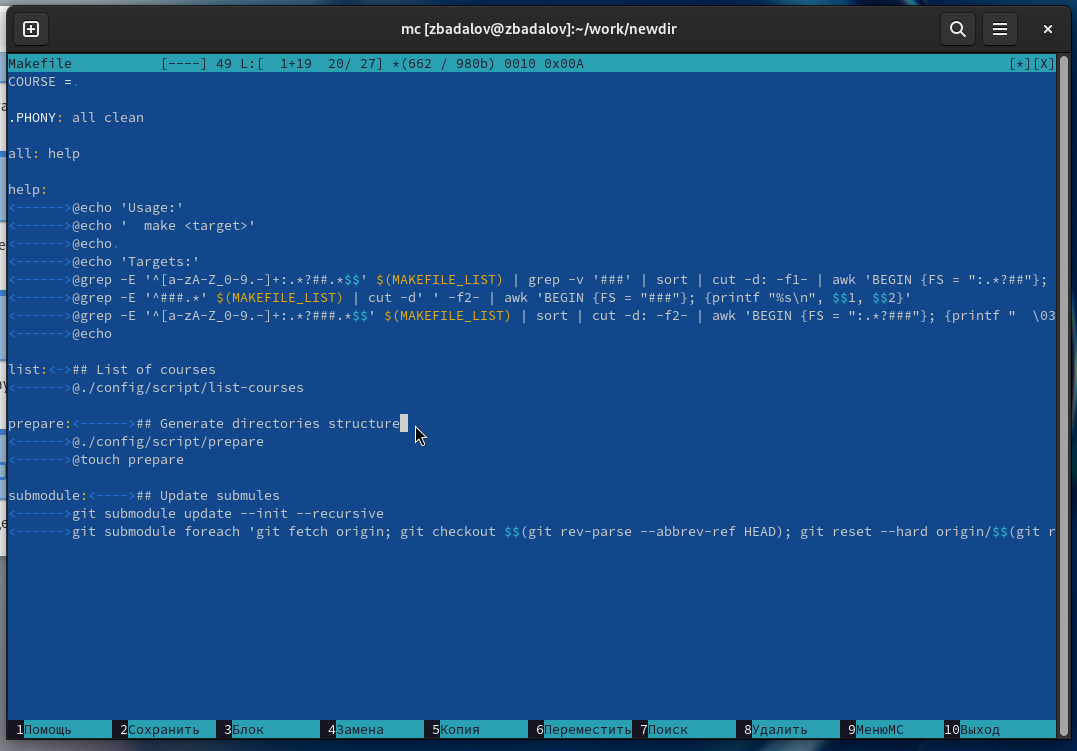 mc [zbadalov@zbadalov]:~/work/newdir
Makefile [----] 49 L:[ 1+19 20/ 27] *(662 / 980b) 0010 0x00A [*][X]
COURSE =.
.PHONY: all clean
all: help
help:
<------>@echo 'Usage:'
<------>@echo '  make <target>'
<------>@echo.
<------>@echo 'Targets:'
<------>@grep -E '^[a-zA-Z_0-9.-]+:.*?##.*$$' $(MAKEFILE_LIST) | grep -v '###' | sort | cut -d: -f1- | awk 'BEGIN {FS = ":.*?##"};
<------>@grep -E '^###.*' $(MAKEFILE_LIST) | cut -d' ' -f2- | awk 'BEGIN {FS = "###"}; {printf "%s\n", $$1, $$2}'
<------>@grep -E '^[a-zA-Z_0-9.-]+:.*?###.*$$' $(MAKEFILE_LIST) | sort | cut -d: -f2- | awk 'BEGIN {FS = ":.*?###"}; {printf "  \03
<------>@echo
list:<->## List of courses
<------>@./config/script/list-courses
prepare:<------>## Generate directories structure
<------>@./config/script/prepare
<------>@touch prepare
submodule:<---->## Update submules
<------>git submodule update --init --recursive
<------>git submodule foreach 'git fetch origin; git checkout $$(git rev-parse --abbrev-ref HEAD); git reset --hard origin/$$(git r
1Помощь 2Сохранить 3Блок 4Замена 5Копия 6Переместить 7Поиск 8Удалить 9МенюMC 10Выход